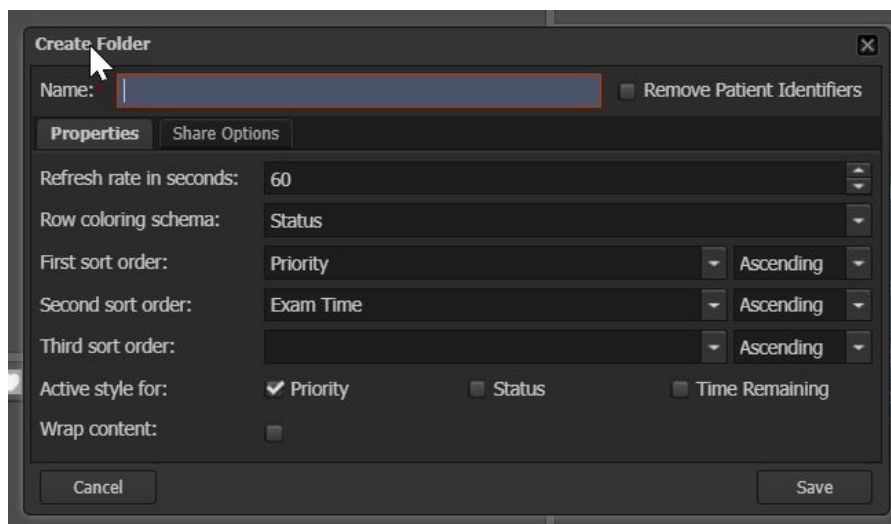 Create Folder
Name:* Remove Patient Identifiers
Properties Share Options
Refresh rate in seconds: 60
Row coloring schema: Status
First sort order: Priority Ascending
Second sort order: Exam Time Ascending
Third sort order: Ascending
Active style for: Priority Status Time Remaining
Wrap content:
Cancel Save